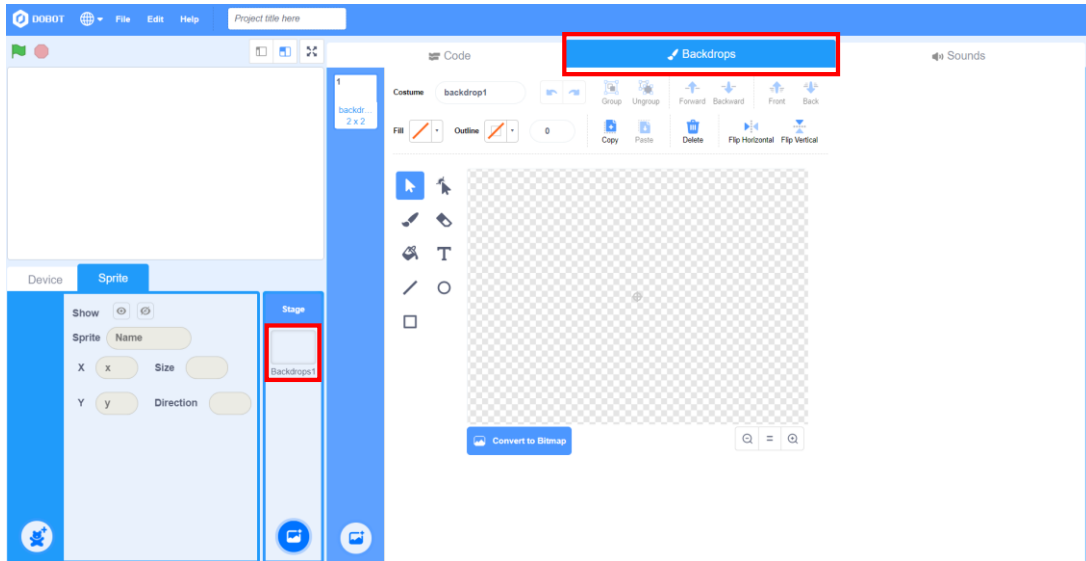 DOBOT File Edit Help Project title here
Code Backdrops Sounds
1
backdr...
2 x 2
Costume backdrop1 Group Ungroup Forward Backward Front Back
Fill Outline 0 Copy Paste Delete Flip Horizontal Flip Vertical
T
Convert to Bitmap =
Device Sprite
Show
Sprite Name
X x Size
Y y Direction
Stage
Backdrops1